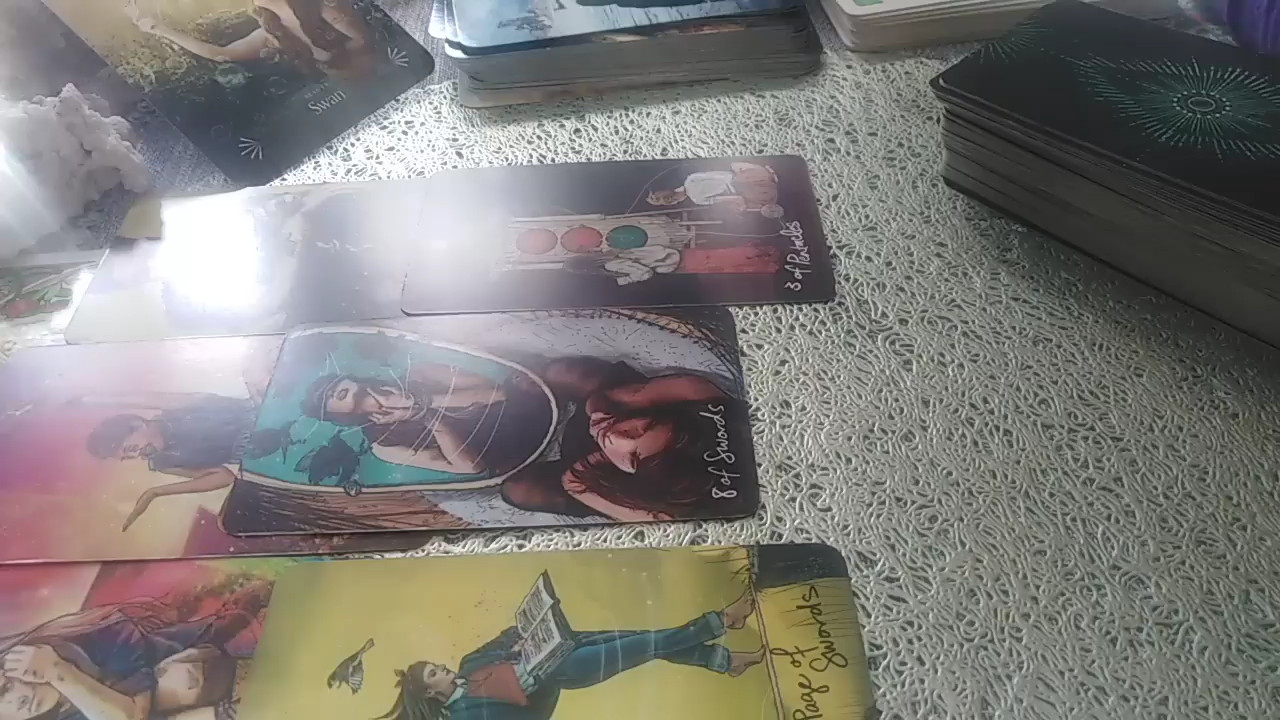 Swan
3 of Pentacles
8 of Swords
Page of
Swords